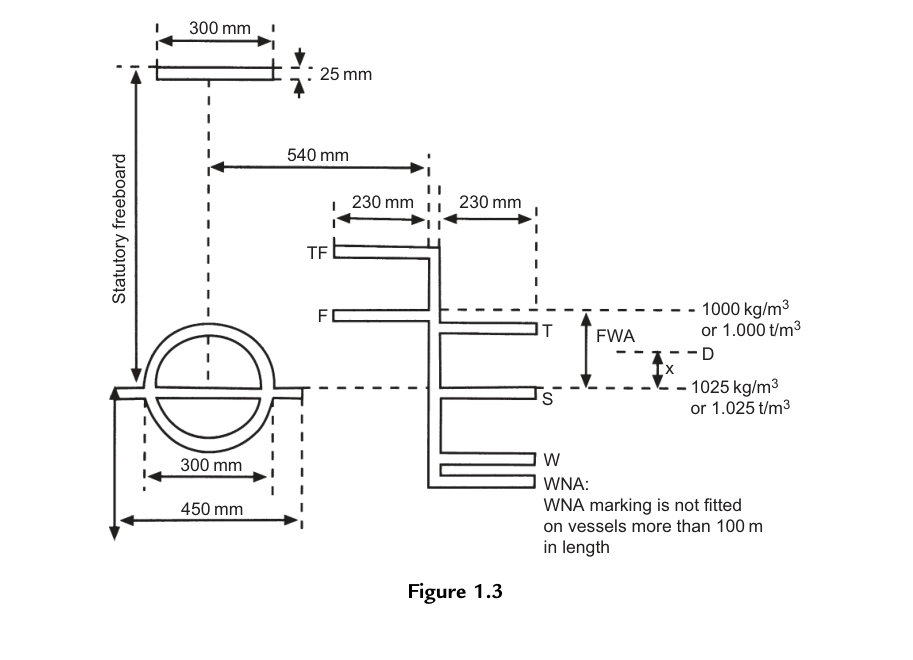 300 mm
25 mm
540 mm
Statutory freeboard
230 mm
230 mm
TF
F
T
FWA
1000 kg/m³
or 1.000 t/m³
D
x
1025 kg/m³
or 1.025 t/m³
S
300 mm
450 mm
W
WNA:
WNA marking is not fitted
on vessels more than 100 m
in length
Figure 1.3